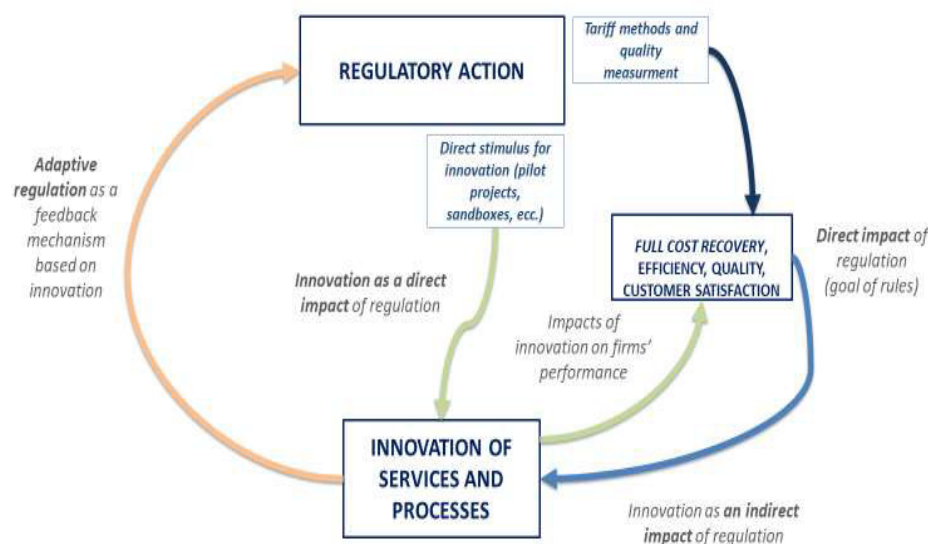 REGULATORY ACTION
Tariff methods and
quality measurment
Direct stimulus for
innovation (pilot
projects,
sandboxes, ecc.)
Adaptive
regulation as a
feedback
mechanism
based on
innovation
Innovation as a direct
impact of regulation
FULL COST RECOVERY,
EFFICIENCY, QUALITY,
CUSTOMER SATISFACTION
Direct impact of
regulation
(goal of rules)
Impacts of
innovation on firms'
performance
INNOVATION OF
SERVICES AND
PROCESSES
Innovation as an indirect
impact of regulation